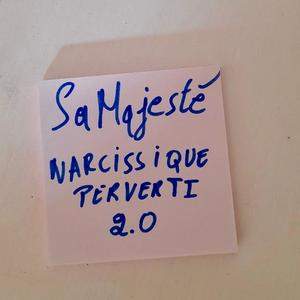 Sa Majesté
NARCISSIQUE
PERVERTI
2.0